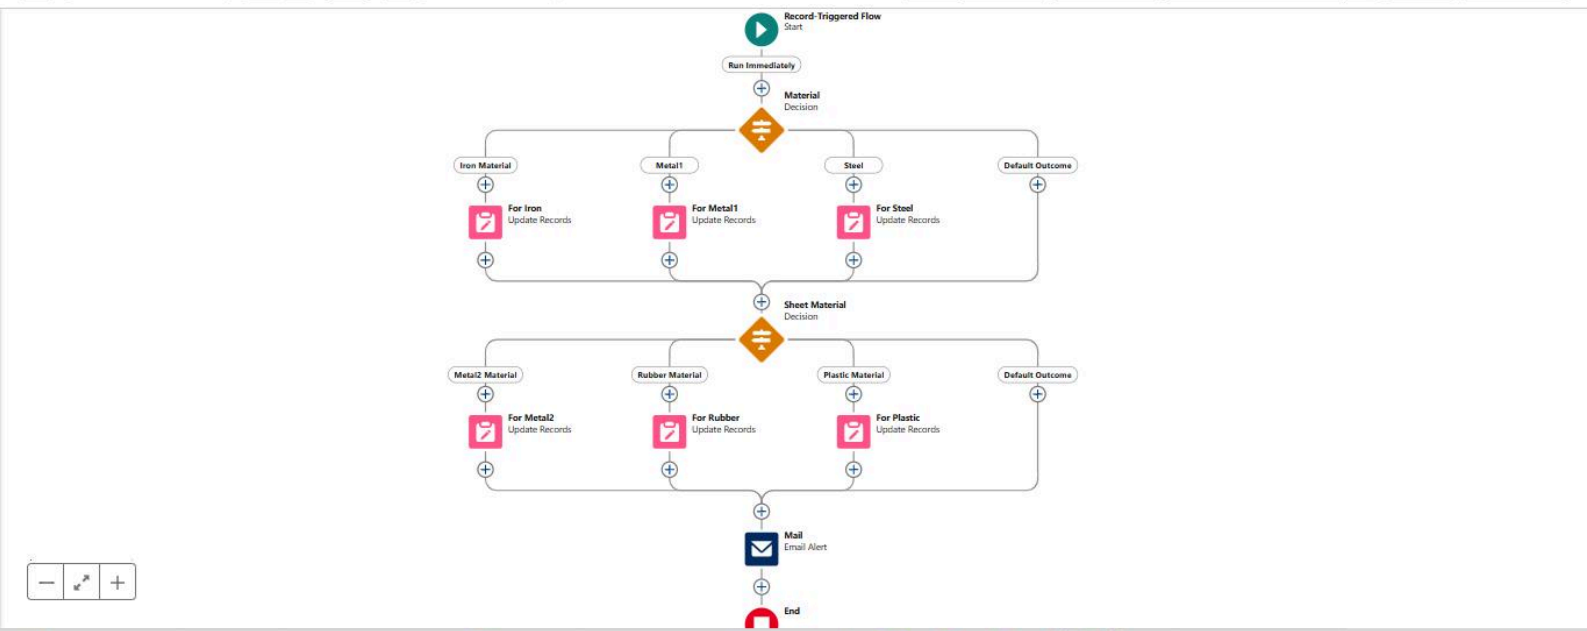 Record-Triggered Flow
Start
Run Immediately
Material
Decision
Iron Material
Metal1
Steel
Default Outcome
For Iron
Update Records
For Metal1
Update Records
For Steel
Update Records
Sheet Material
Decision
Metal2 Material
Rubber Material
Plastic Material
Default Outcome
For Metal2
Update Records
For Rubber
Update Records
For Plastic
Update Records
Mail
Email Alert
End